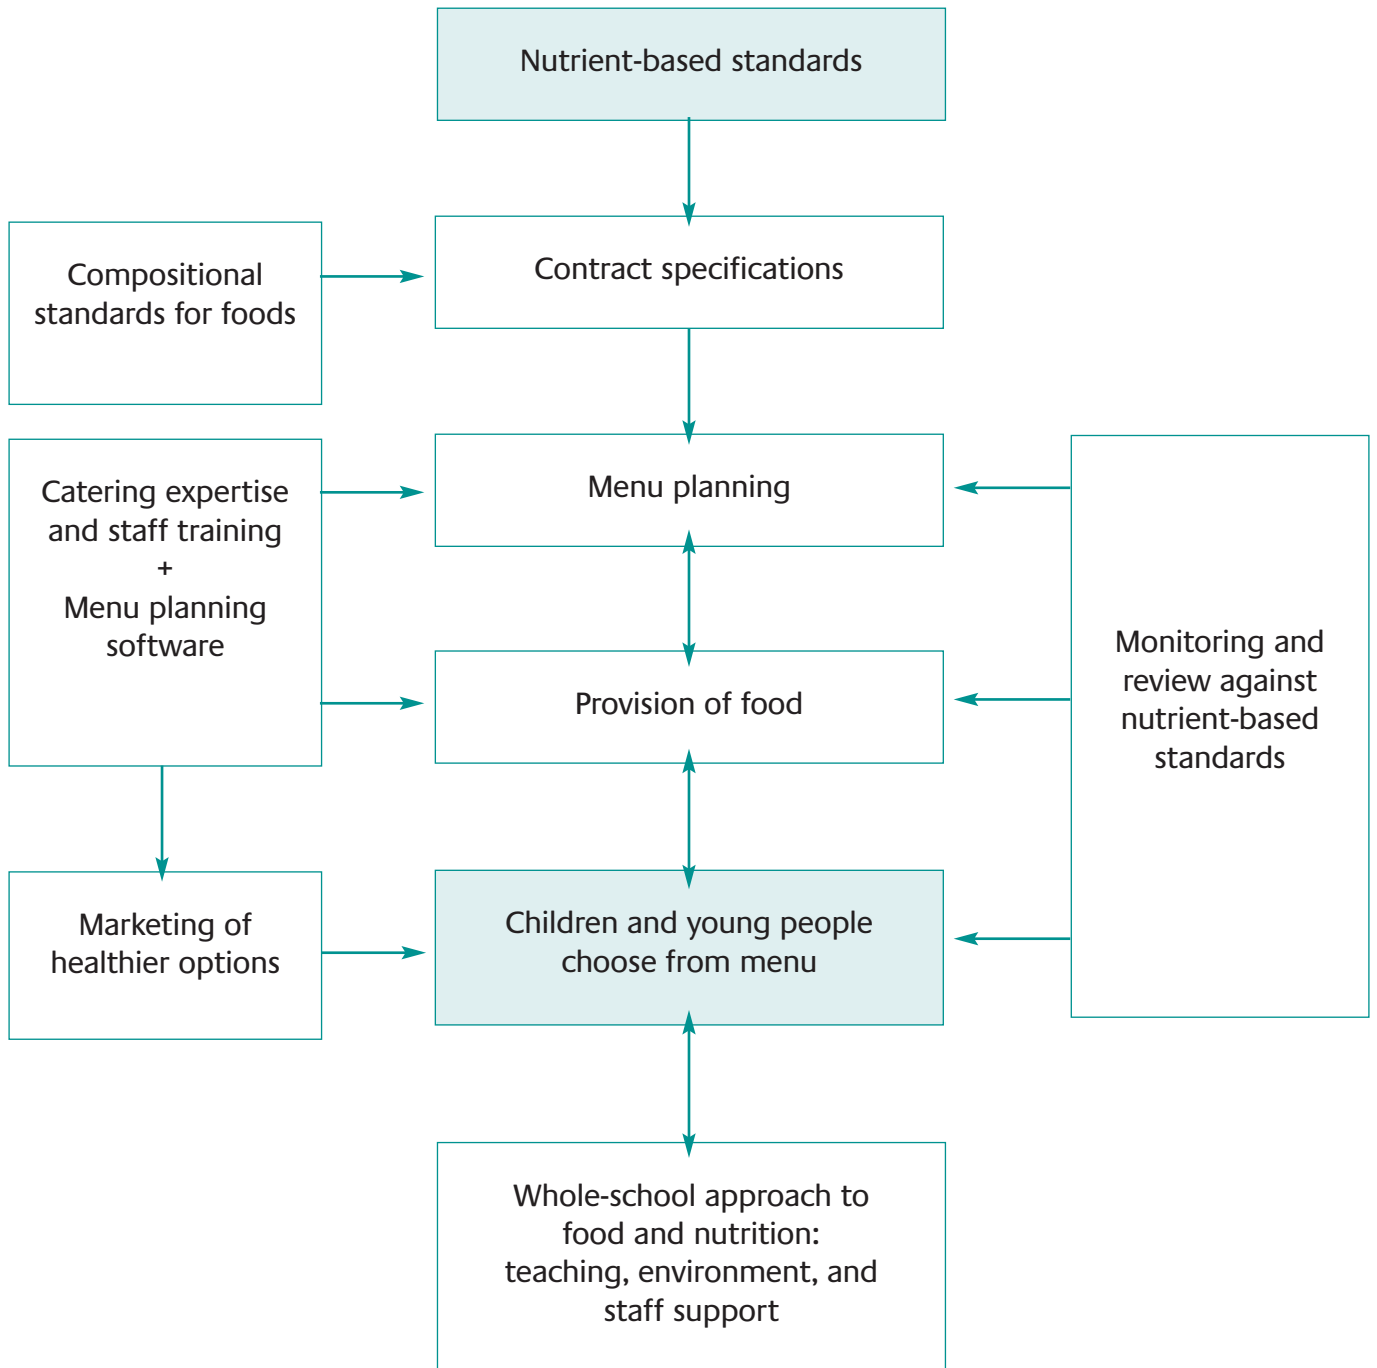 Nutrient-based standards
Compositional
standards for foods
Contract specifications
Catering expertise
and staff training
+
Menu planning
software
Menu planning
Monitoring and
review against
nutrient-based
standards
Provision of food
Marketing of
healthier options
Children and young people
choose from menu
Whole-school approach to
food and nutrition:
teaching, environment, and
staff support